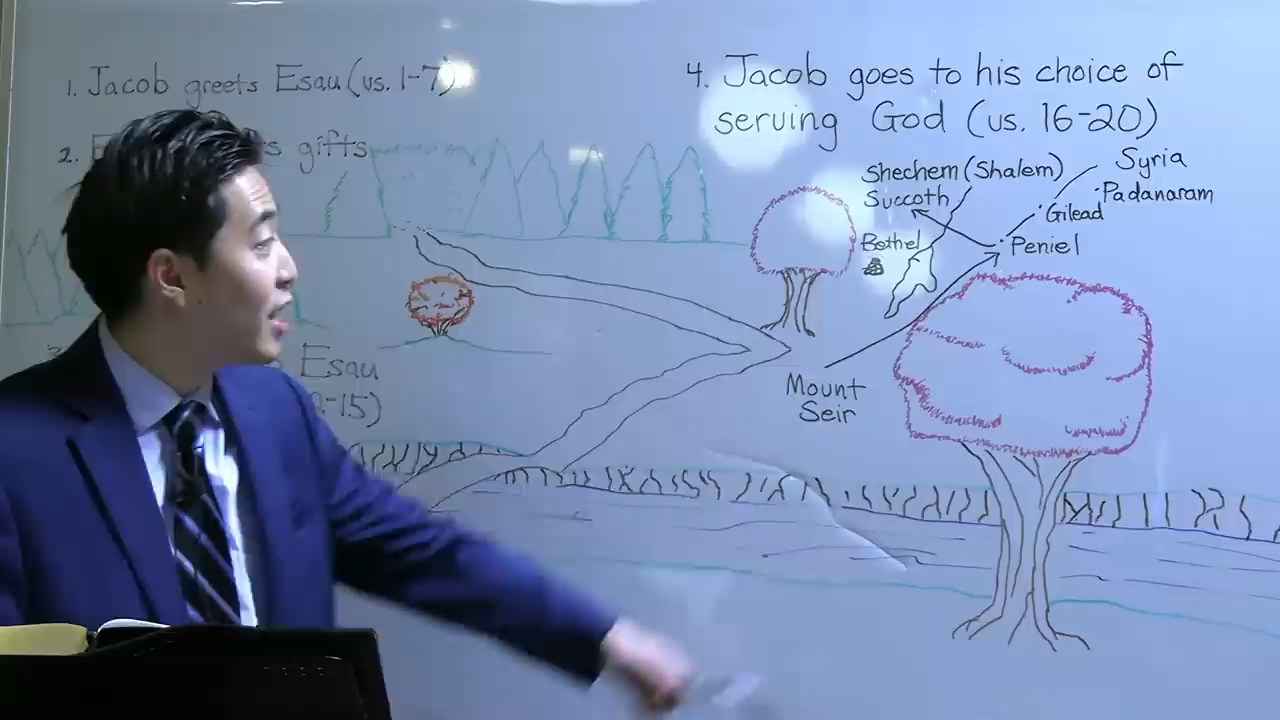 1. Jacob greets Esau (vs. 1-7)
2. gifts
Esau
-15)
4. Jacob goes to his choice of
serving God (vs. 16-20)
Shechem (Shalem)
Succoth
Syria
Padanaram
Gilead
Bethel
Peniel
Mount
Seir